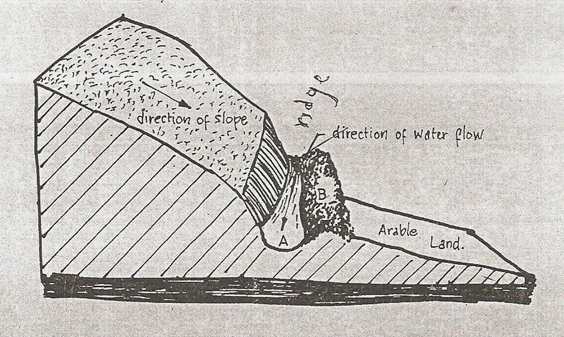 ridge
direction of slope
direction of water flow
B
A
Arable
Land.